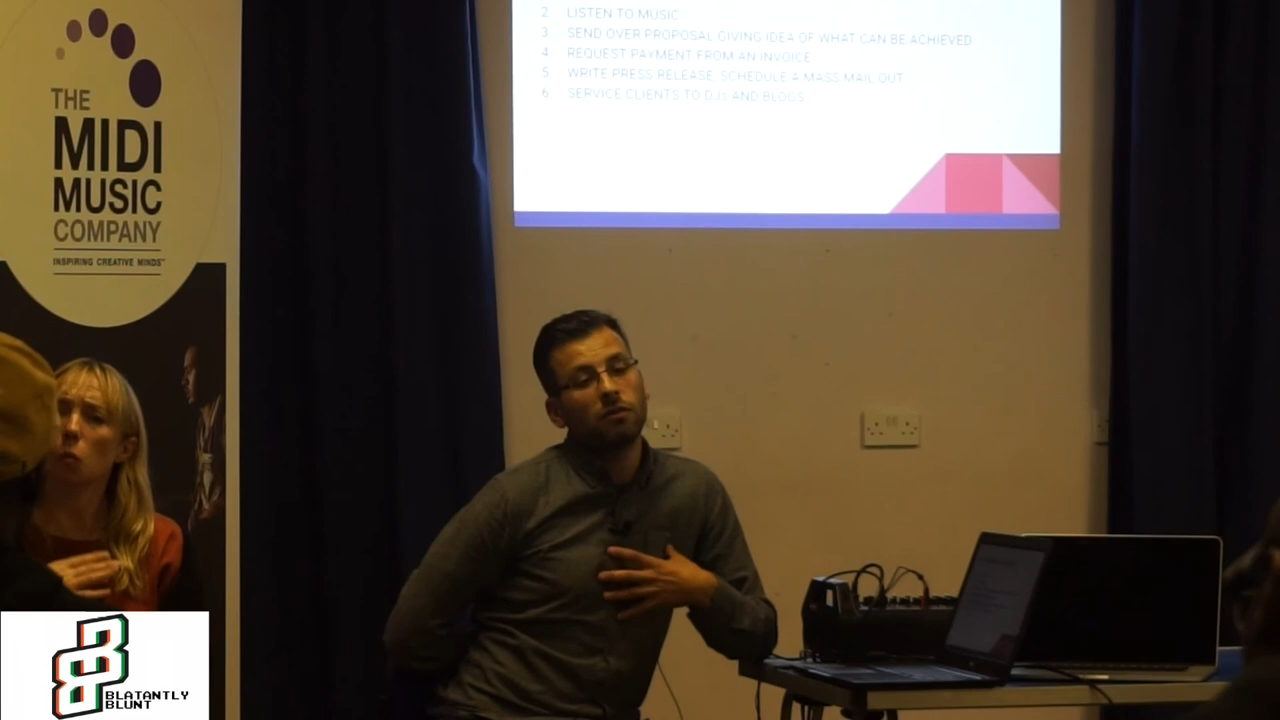 THE
MIDI
MUSIC
COMPANY
INSPIRING CREATIVE MINDS™
2 LISTEN TO MUSIC
3 SEND OVER PROPOSAL GIVING IDEA OF WHAT CAN BE ACHIEVED
4 REQUEST PAYMENT FROM AN INVOICE
5 WRITE PRESS RELEASE, SCHEDULE A MASS MAIL OUT
6 SERVICE CLIENTS TO DJs AND BLOGS
BLATANTLY
BLUNT